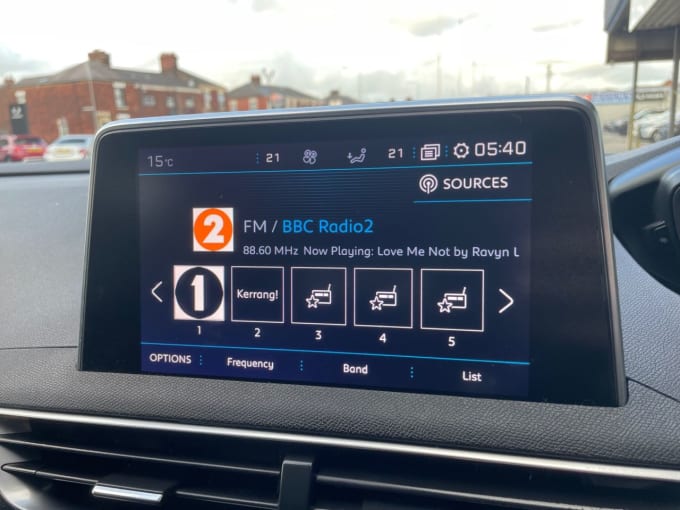 15°C 21 21 05:40
SOURCES
2 FM / BBC Radio2
88.60 MHz Now Playing: Love Me Not by Ravyn L
1 Kerrang!
1 2 3 4 5
OPTIONS Frequency Band List